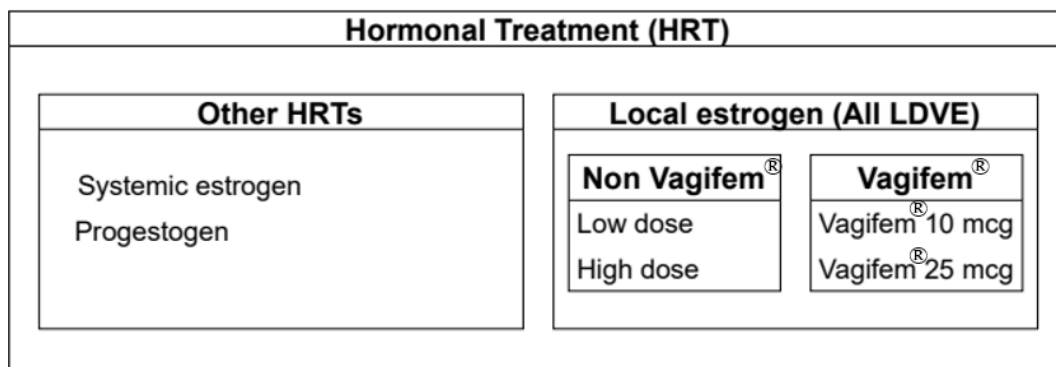 Hormonal Treatment (HRT)
Other HRTs
Systemic estrogen
Progestogen
Local estrogen (All LDVE)
Non Vagifem®
Low dose
High dose
Vagifem®
Vagifem® 10 mcg
Vagifem® 25 mcg